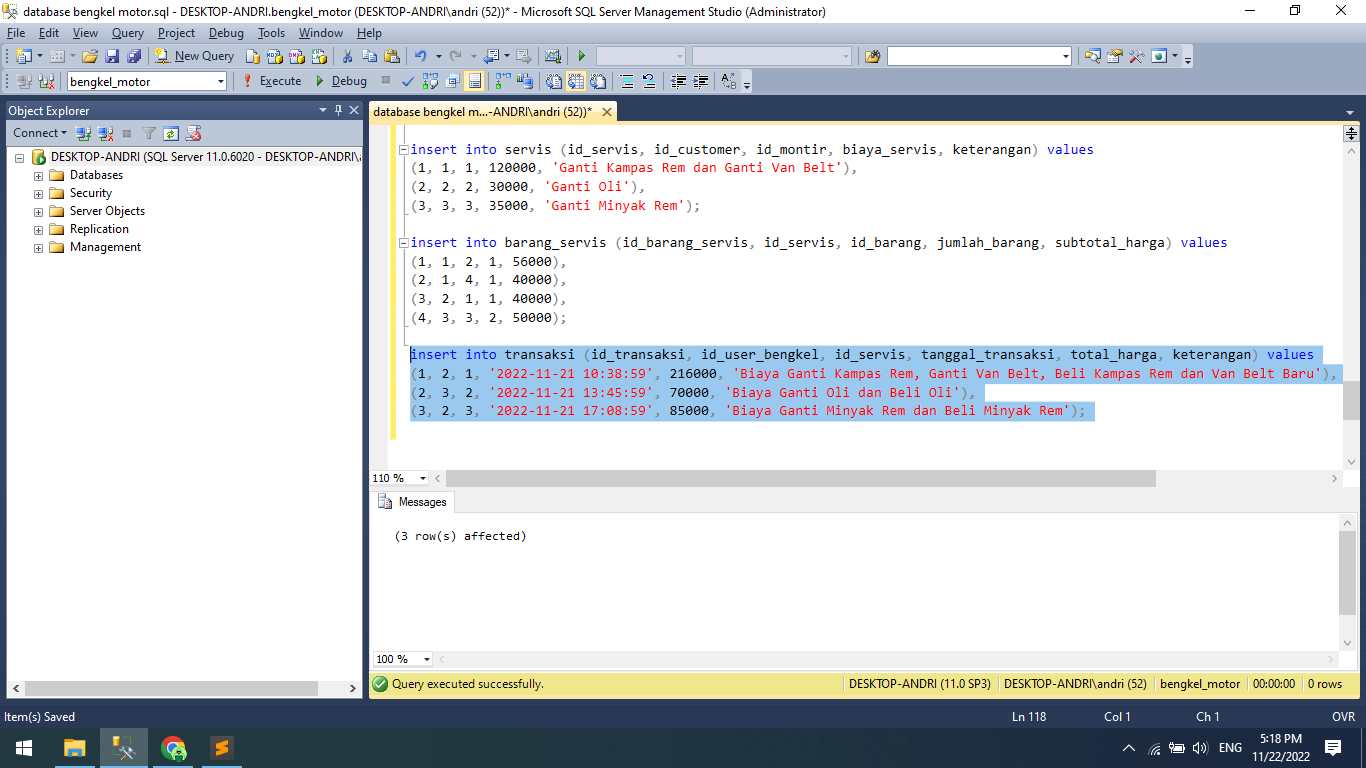 database bengkel motor.sql - DESKTOP-ANDRI.bengkel_motor (DESKTOP-ANDRI\andri (52))* - Microsoft SQL Server Management Studio (Administrator)
File Edit View Query Project Debug Tools Window Help
New Query
bengkel_motor Execute Debug
Object Explorer
Connect
DESKTOP-ANDRI (SQL Server 11.0.6020 - DESKTOP-ANDRI\
Databases
Security
Server Objects
Replication
Management
database bengkel m...-ANDRI\andri (52))*
insert into servis (id_servis, id_customer, id_montir, biaya_servis, keterangan) values
(1, 1, 1, 120000, 'Ganti Kampas Rem dan Ganti Van Belt'),
(2, 2, 2, 30000, 'Ganti Oli'),
(3, 3, 3, 35000, 'Ganti Minyak Rem');
insert into barang_servis (id_barang_servis, id_servis, id_barang, jumlah_barang, subtotal_harga) values
(1, 1, 2, 1, 56000),
(2, 1, 4, 1, 40000),
(3, 2, 1, 1, 40000),
(4, 3, 3, 2, 50000);
insert into transaksi (id_transaksi, id_user_bengkel, id_servis, tanggal_transaksi, total_harga, keterangan) values
(1, 2, 1, '2022-11-21 10:38:59', 216000, 'Biaya Ganti Kampas Rem, Ganti Van Belt, Beli Kampas Rem dan Van Belt Baru'),
(2, 3, 2, '2022-11-21 13:45:59', 70000, 'Biaya Ganti Oli dan Beli Oli'),
(3, 2, 3, '2022-11-21 17:08:59', 85000, 'Biaya Ganti Minyak Rem dan Beli Minyak Rem');
110 %
Messages
(3 row(s) affected)
100 %
Query executed successfully. DESKTOP-ANDRI (11.0 SP3) DESKTOP-ANDRI\andri (52) bengkel_motor 00:00:00 0 rows
Item(s) Saved Ln 118 Col 1 Ch 1 OVR
ENG 5:18 PM
11/22/2022